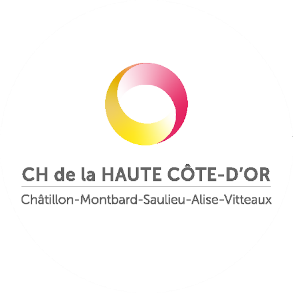 CH de la HAUTE CÔTE-D'OR
Châtillon-Montbard-Saulieu-Alise-Vitteaux